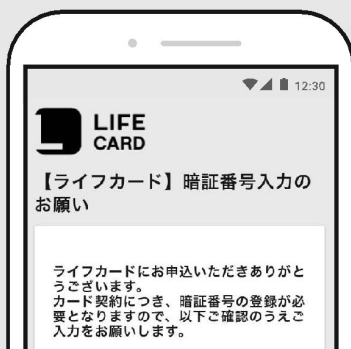 12:30
LIFE
CARD
【ライフカード】暗証番号入力の
お願い
ライフカードにお申込いただきありがと
うございます。
カード契約につき、暗証番号の登録が必
要となりますので、以下ご確認のうえご
入力をお願いします。